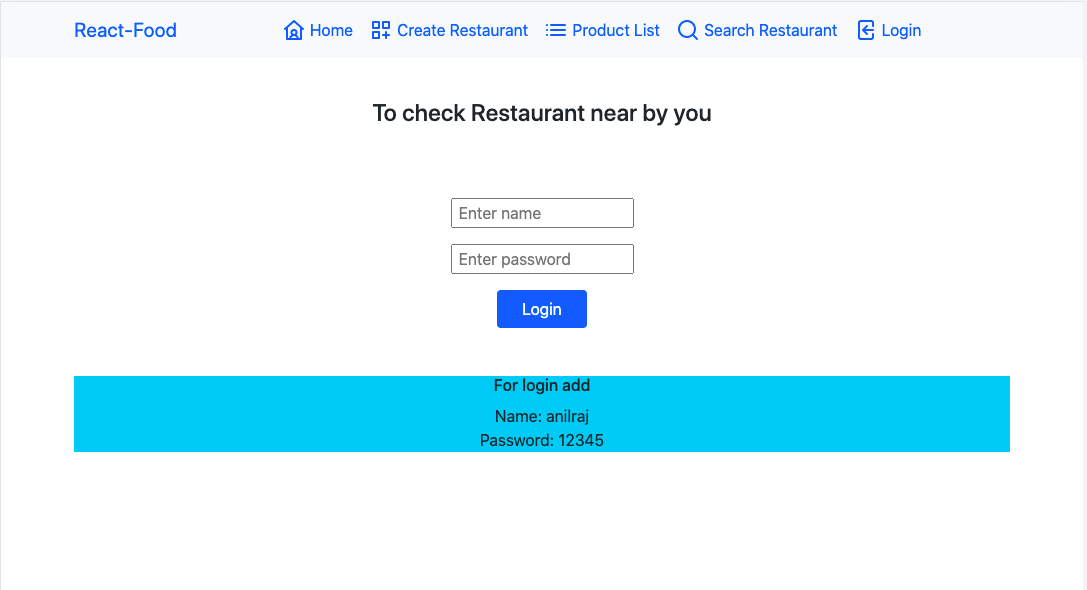 React-Food Home Create Restaurant Product List Search Restaurant Login
To check Restaurant near by you
Enter name
Enter password
Login
For login add
Name: anilraj
Password: 12345